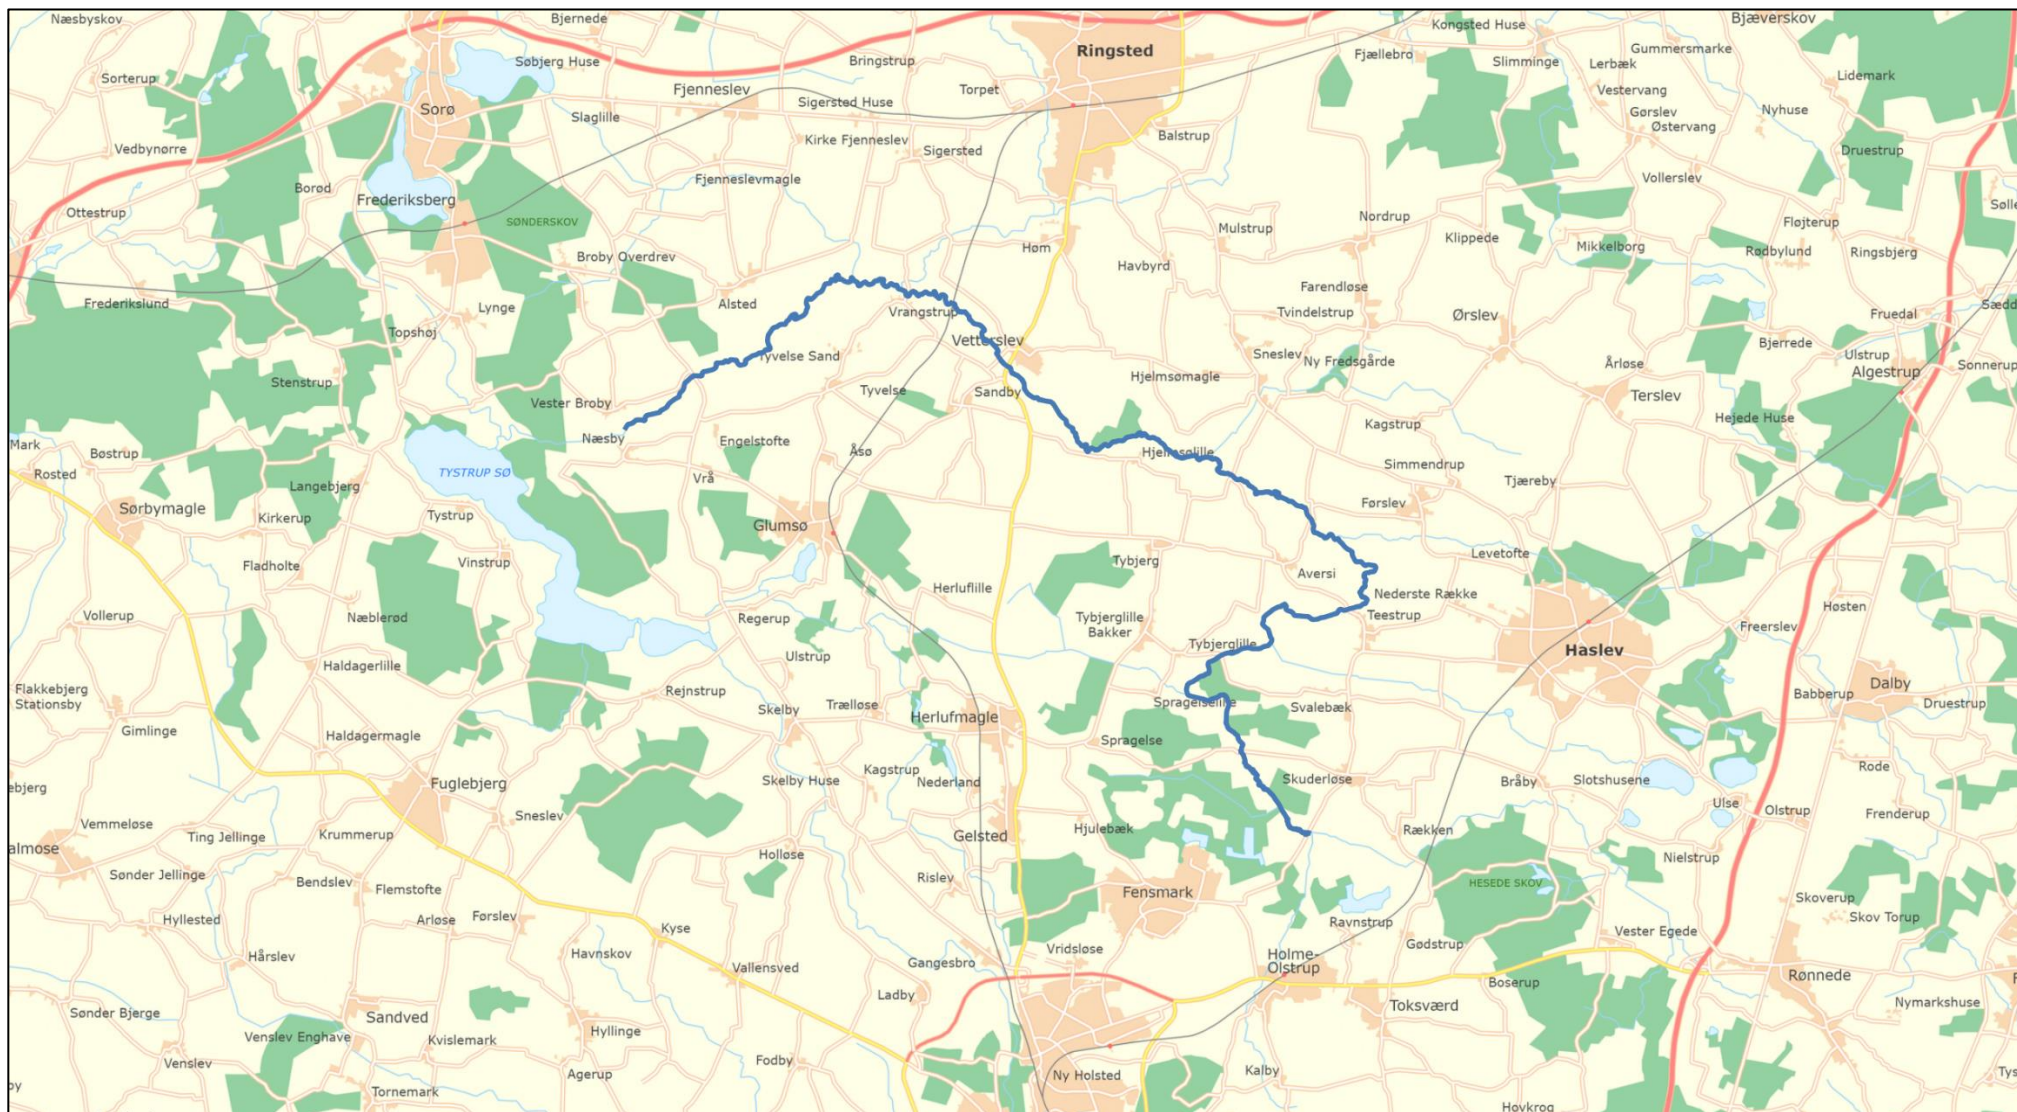 Næsbyskov
Bjernede
Kongsted Huse
Bjæverskov
Sorterup
Søbjerg Huse
Bringstrup
Ringsted
Fjællebro
Slimminge
Gummersmarke
Lerbæk
Lidemark
Sorø
Slaglille
Fjenneslev
Sigersted Huse
Torpet
Vestervang
Gørslev
Nyhuse
Østervang
Vedbynørre
Kirke Fjenneslev
Sigersted
Balstrup
Druestrup
Borød
Fjenneslevmagle
Vollerslev
Frederiksberg
Ottestrup
SØNDERSKOV
Nordrup
Sølle
Mulstrup
Klippede
Fløjterup
Høm
Mikkelborg
Rødbylund
Ringsbjerg
Broby Overdrev
Havbyrd
Frederikslund
Lynge
Alsted
Vrangstrup
Farendløse
Tvindelstrup
Ørslev
Sædd
Fruedal
Topshøj
Vetterslev
Bjerrede
Tyvelse Sand
Sneslev
Ny Fredsgårde
Årløse
Ulstrup
Algestrup
Sonnerup
Stenstrup
Hjelmsømagle
Tyvelse
Sandby
Terslev
Vester Broby
Hejede Huse
Kagstrup
Mark
Bøstrup
Næsby
Engelstofte
Åsø
Hjelmsølille
Simmendrup
Rosted
TYSTRUP SØ
Vrå
Tjæreby
Langebjerg
Førslev
Sørbymagle
Kirkerup
Tystrup
Glumsø
Fladholte
Vinstrup
Tybjerg
Aversi
Levetofte
Herluflille
Nederste Række
Vollerup
Næblerød
Regerup
Tybjerglille
Bakker
Teestrup
Høsten
Freerslev
Haldagerlille
Ulstrup
Tybjerglille
Haslev
Flakkebjerg
Stationsby
Rejnstrup
Skelby
Trælløse
Herlufmagle
Spragelselille
Svalebæk
Babberup
Dalby
Druestrup
Gimlinge
Haldagermagle
Spragelse
ebjerg
Fuglebjerg
Skelby Huse
Kagstrup
Nederland
Skuderløse
Bråby
Slotshusene
Rode
Sneslev
Ulse
Olstrup
Frenderup
Vemmeløse
Ting Jellinge
Krummerup
Gelsted
Hjulebæk
Rækken
almose
Holløse
Nielstrup
Sønder Jellinge
Bendslev
Flemstofte
Rislev
Fensmark
HESEDE SKOV
Skoverup
Hyllested
Arløse
Førslev
Ravnstrup
Skov Torup
Kyse
Vester Egede
Hårslev
Havnskov
Vridsløse
Gødstrup
Holme-
Olstrup
Gangesbro
Vallensved
Boserup
Rønnede
Ladby
Toksværd
Nymarkshuse
Sønder Bjerge
Sandved
Hyllinge
Venslev Enghave
Kvislemark
Venslev
Fodby
Agerup
Ny Holsted
Kalby
Tys
Tornemark
Hovkrog